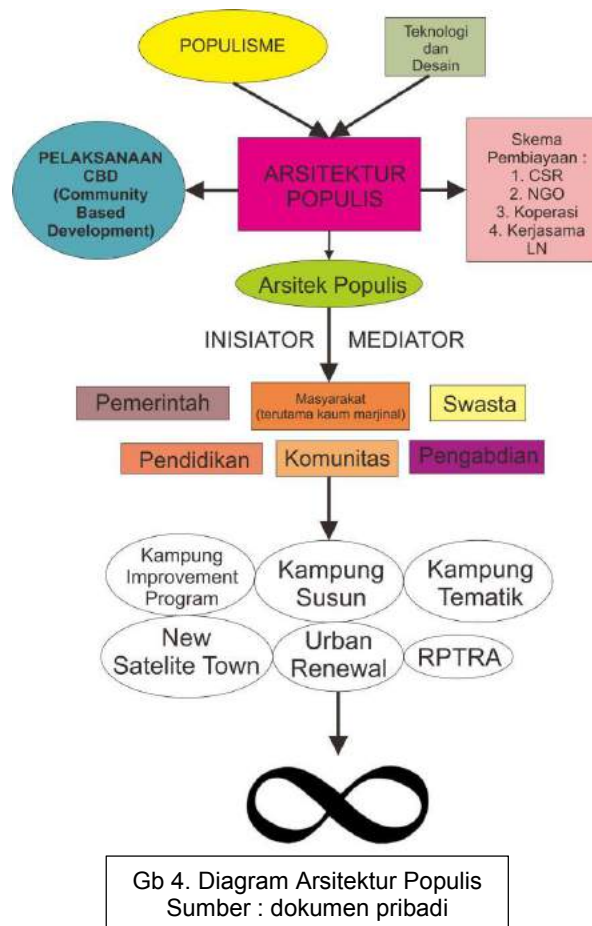 POPULISME
Teknologi
dan
Desain
PELAKSANAAN
CBD
(Community
Based
Development)
ARSITEKTUR
POPULIS
Skema
Pembiayaan :
1. CSR
2. NGO
3. Koperasi
4. Kerjasama
LN
Arsitek Populis
INISIATOR MEDIATOR
Pemerintah
Masyarakat
(terutama kaum marjinal)
Swasta
Pendidikan
Komunitas
Pengabdian
Kampung
Improvement
Program
Kampung
Susun
Kampung
Tematik
New
Satelite Town
Urban
Renewal
RPTRA
Gb 4. Diagram Arsitektur Populis
Sumber : dokumen pribadi